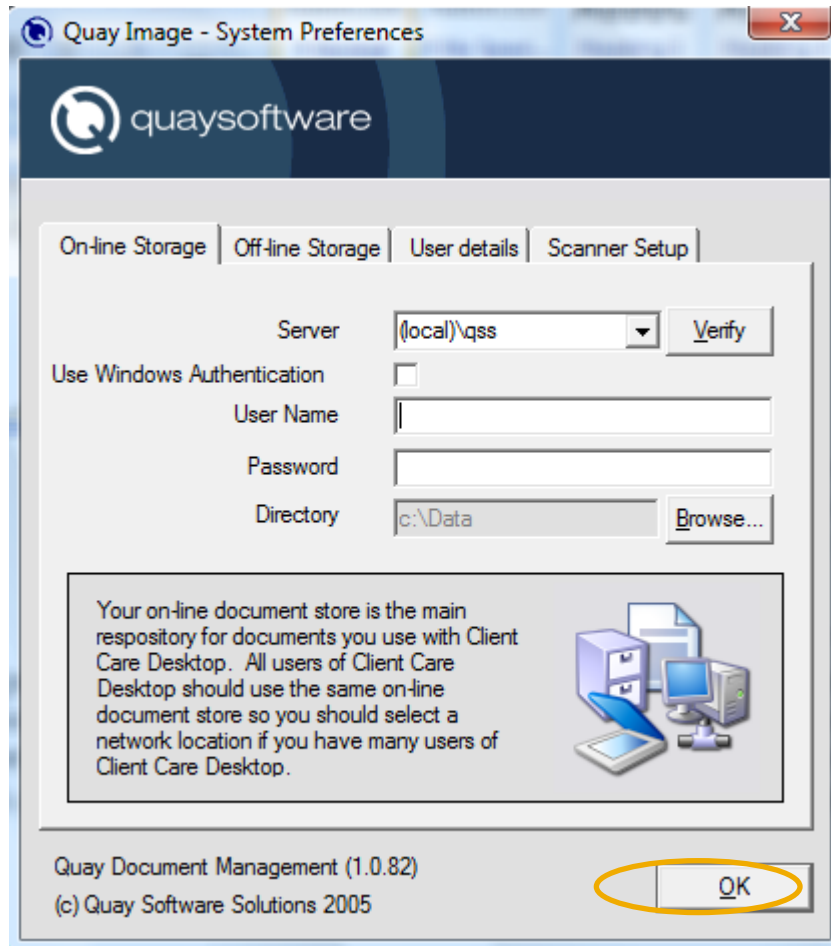 Quay Image - System Preferences
quaysoftware
On-line Storage Off-line Storage User details Scanner Setup
Server (local)\qss Verify
Use Windows Authentication
User Name
Password
Directory c:\Data Browse...
Your on-line document store is the main
respository for documents you use with Client
Care Desktop. All users of Client Care
Desktop should use the same on-line
document store so you should select a
network location if you have many users of
Client Care Desktop.
Quay Document Management (1.0.82)
(c) Quay Software Solutions 2005
OK